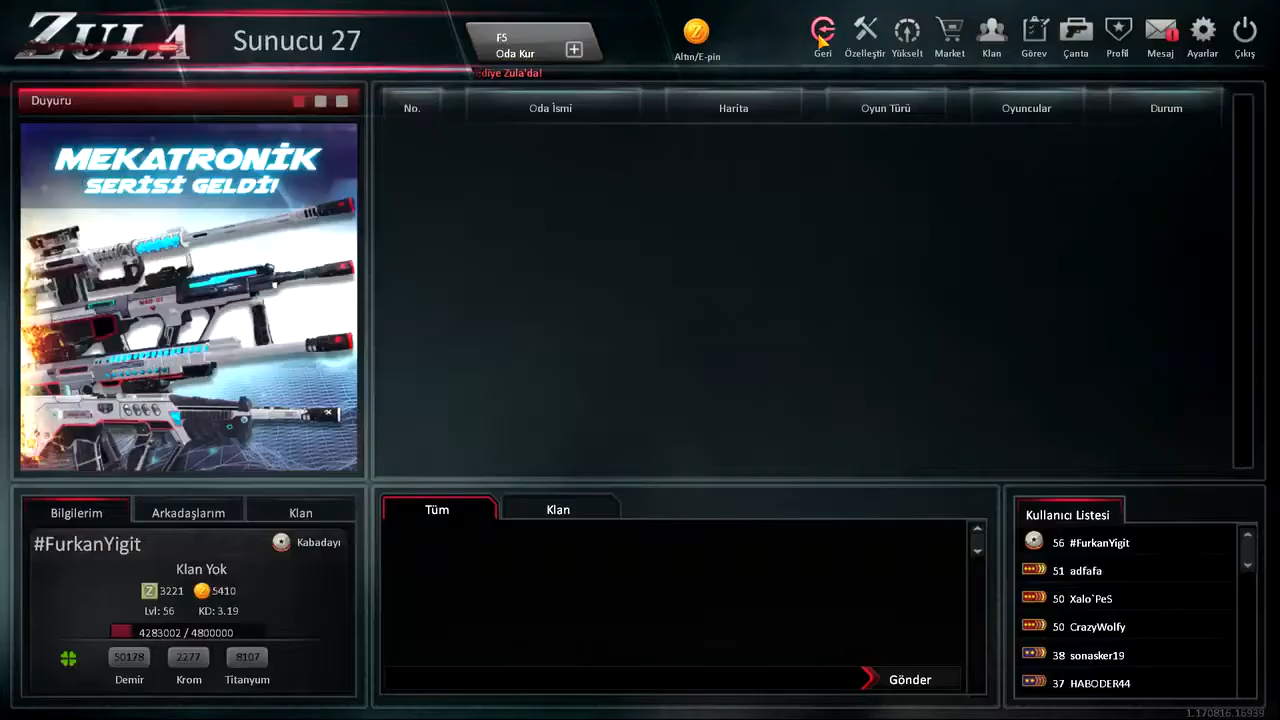 ZULA
Sunucu 27
F5
Oda Kur
ediye Zula'da!
Altın/E-pin
Geri
Özelleştir
Yükselt
Market
Klan
Görev
Çanta
Profil
Mesaj
Ayarlar
Çıkış
Duyuru
MEKATRONİK
SERİSİ GELDİ!
No.
Oda İsmi
Harita
Oyun Türü
Oyuncular
Durum
Bilgilerim
Arkadaşlarım
Klan
#FurkanYigit
Kabadayı
Klan Yok
3221
5410
Lvl: 56
KD: 3.19
4283002 / 4800000
50178
2277
8107
Demir
Krom
Titanyum
Tüm
Klan
Gönder
Kullanıcı Listesi
56 #FurkanYigit
51 adfafa
50 Xalo`PeS
50 CrazyWolfy
38 sonasker19
37 HABODER44
1.170816.16939